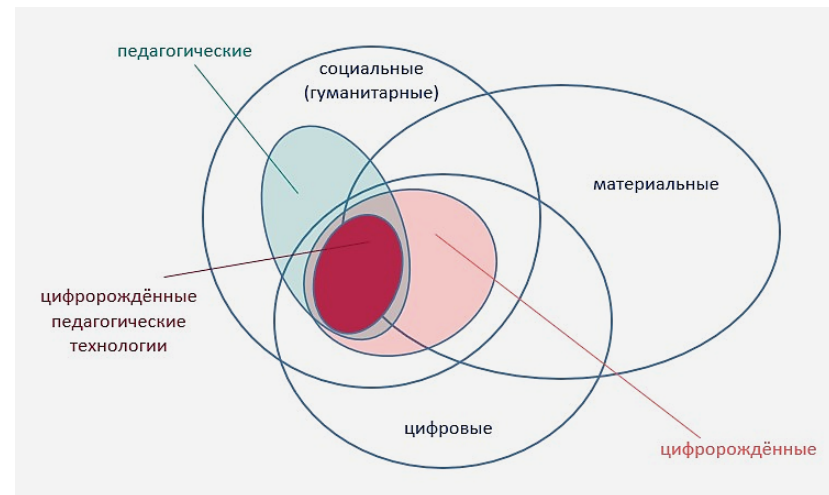 педагогические
социальные
(гуманитарные)
материальные
цифророждённые
педагогические
технологии
цифровые
цифророждённые